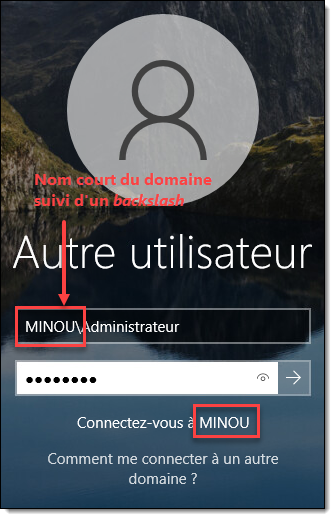 Nom court du domaine
suivi d'un backslash
Autre utilisateur
MINOU\Administrateur
Connectez-vous à MINOU
Comment me connecter à un autre
domaine ?